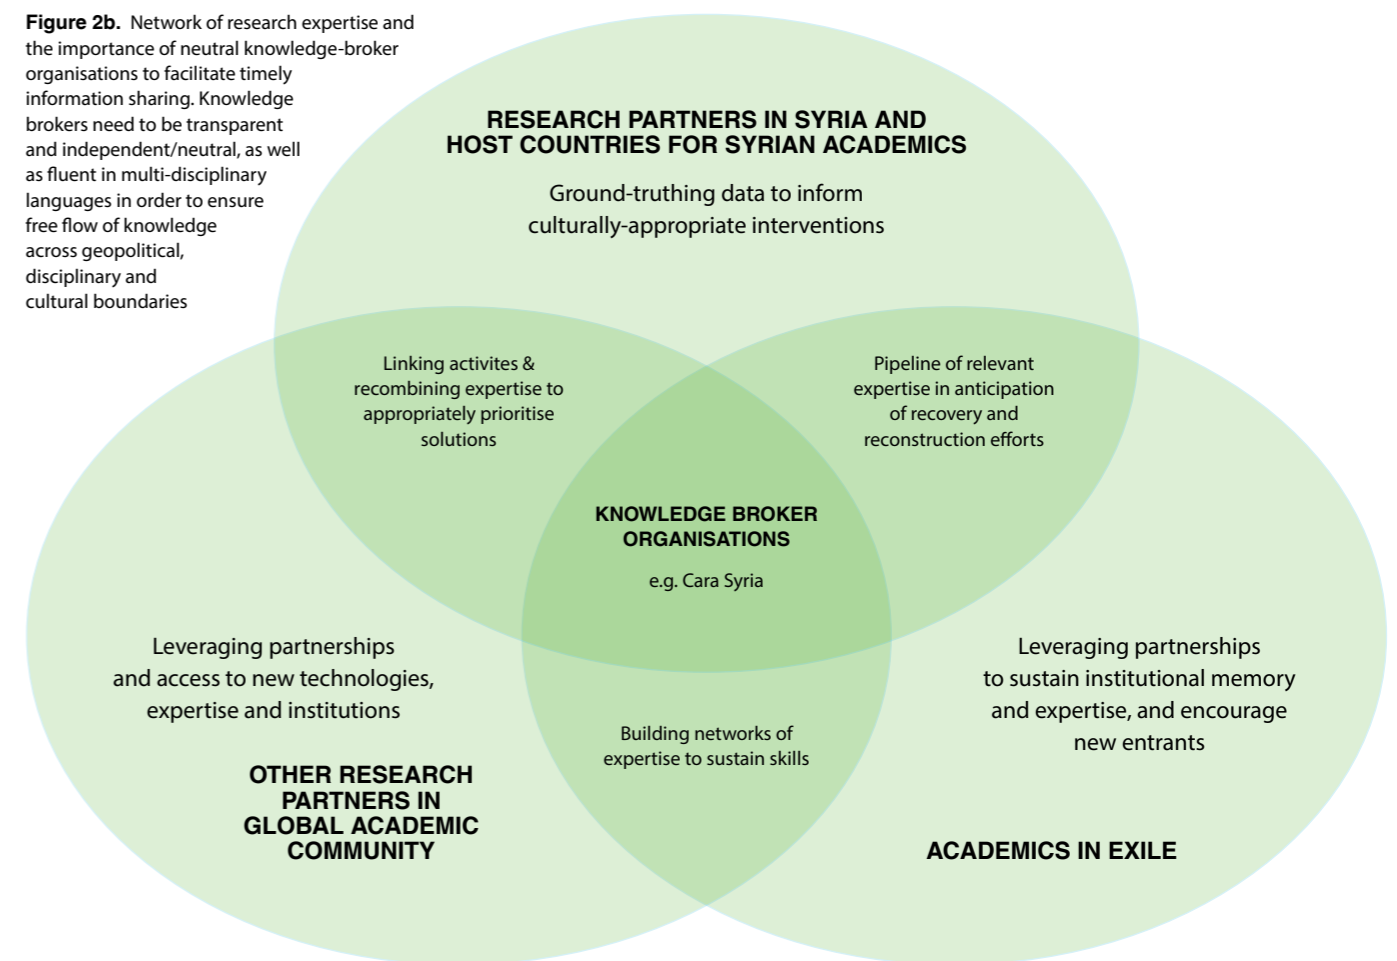 Figure 2b. Network of research expertise and
the importance of neutral knowledge-broker
organisations to facilitate timely
information sharing. Knowledge
brokers need to be transparent
and independent/neutral, as well
as fluent in multi-disciplinary
languages in order to ensure
free flow of knowledge
across geopolitical,
disciplinary and
cultural boundaries
RESEARCH PARTNERS IN SYRIA AND
HOST COUNTRIES FOR SYRIAN ACADEMICS
Ground-truthing data to inform
culturally-appropriate interventions
Linking activites &
recombining expertise to
appropriately prioritise
solutions
Pipeline of relevant
expertise in anticipation
of recovery and
reconstruction efforts
KNOWLEDGE BROKER
ORGANISATIONS
e.g. Cara Syria
Leveraging partnerships
and access to new technologies,
expertise and institutions
OTHER RESEARCH
PARTNERS IN
GLOBAL ACADEMIC
COMMUNITY
Building networks of
expertise to sustain skills
Leveraging partnerships
to sustain institutional memory
and expertise, and encourage
new entrants
ACADEMICS IN EXILE